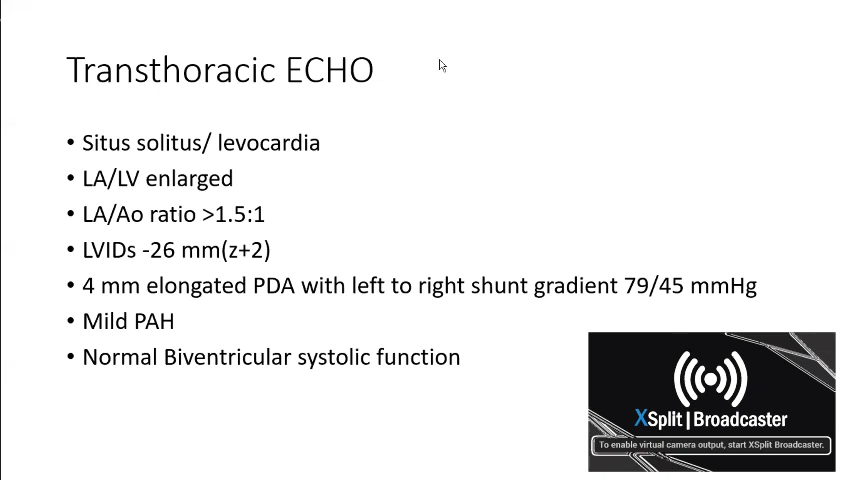 Transthoracic ECHO
• Situs solitus/ levocardia
• LA/LV enlarged
• LA/Ao ratio >1.5:1
• LVIDs -26 mm(z+2)
• 4 mm elongated PDA with left to right shunt gradient 79/45 mmHg
• Mild PAH
• Normal Biventricular systolic function
XSplit | Broadcaster
To enable virtual camera output, start XSplit Broadcaster.